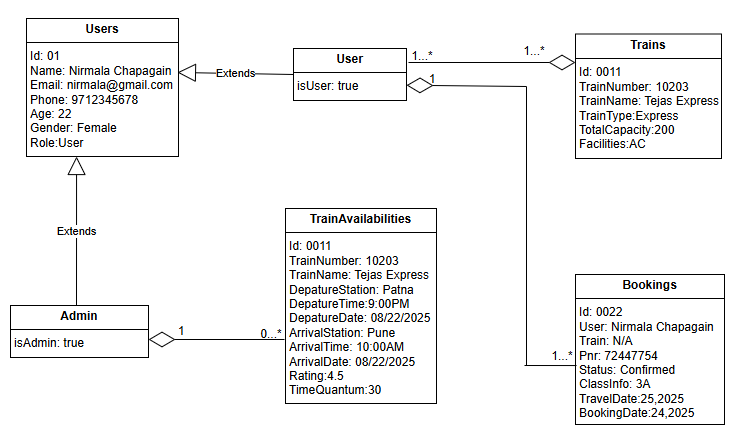 Users
Id: 01
Name: Nirmala Chapagain
Email: nirmala@gmail.com
Phone: 9712345678
Age: 22
Gender: Female
Role:User
Extends
User
isUser: true
1...*
1
1...*
Trains
Id: 0011
TrainNumber: 10203
TrainName: Tejas Express
TrainType:Express
TotalCapacity:200
Facilities:AC
Extends
Admin
isAdmin: true
1
0...*
TrainAvailabilities
Id: 0011
TrainNumber: 10203
TrainName: Tejas Express
DepatureStation: Patna
DepatureTime:9:00PM
DepatureDate: 08/22/2025
ArrivalStation: Pune
ArrivalTime: 10:00AM
ArrivalDate: 08/22/2025
Rating:4.5
TimeQuantum:30
1...*
Bookings
Id: 0022
User: Nirmala Chapagain
Train: N/A
Pnr: 72447754
Status: Confirmed
ClassInfo: 3A
TravelDate:25,2025
BookingDate:24,2025